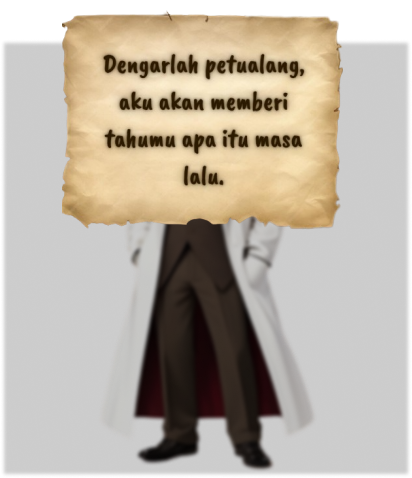 Dengarlah petualang,
aku akan memberi
tahumu apa itu masa
lalu.